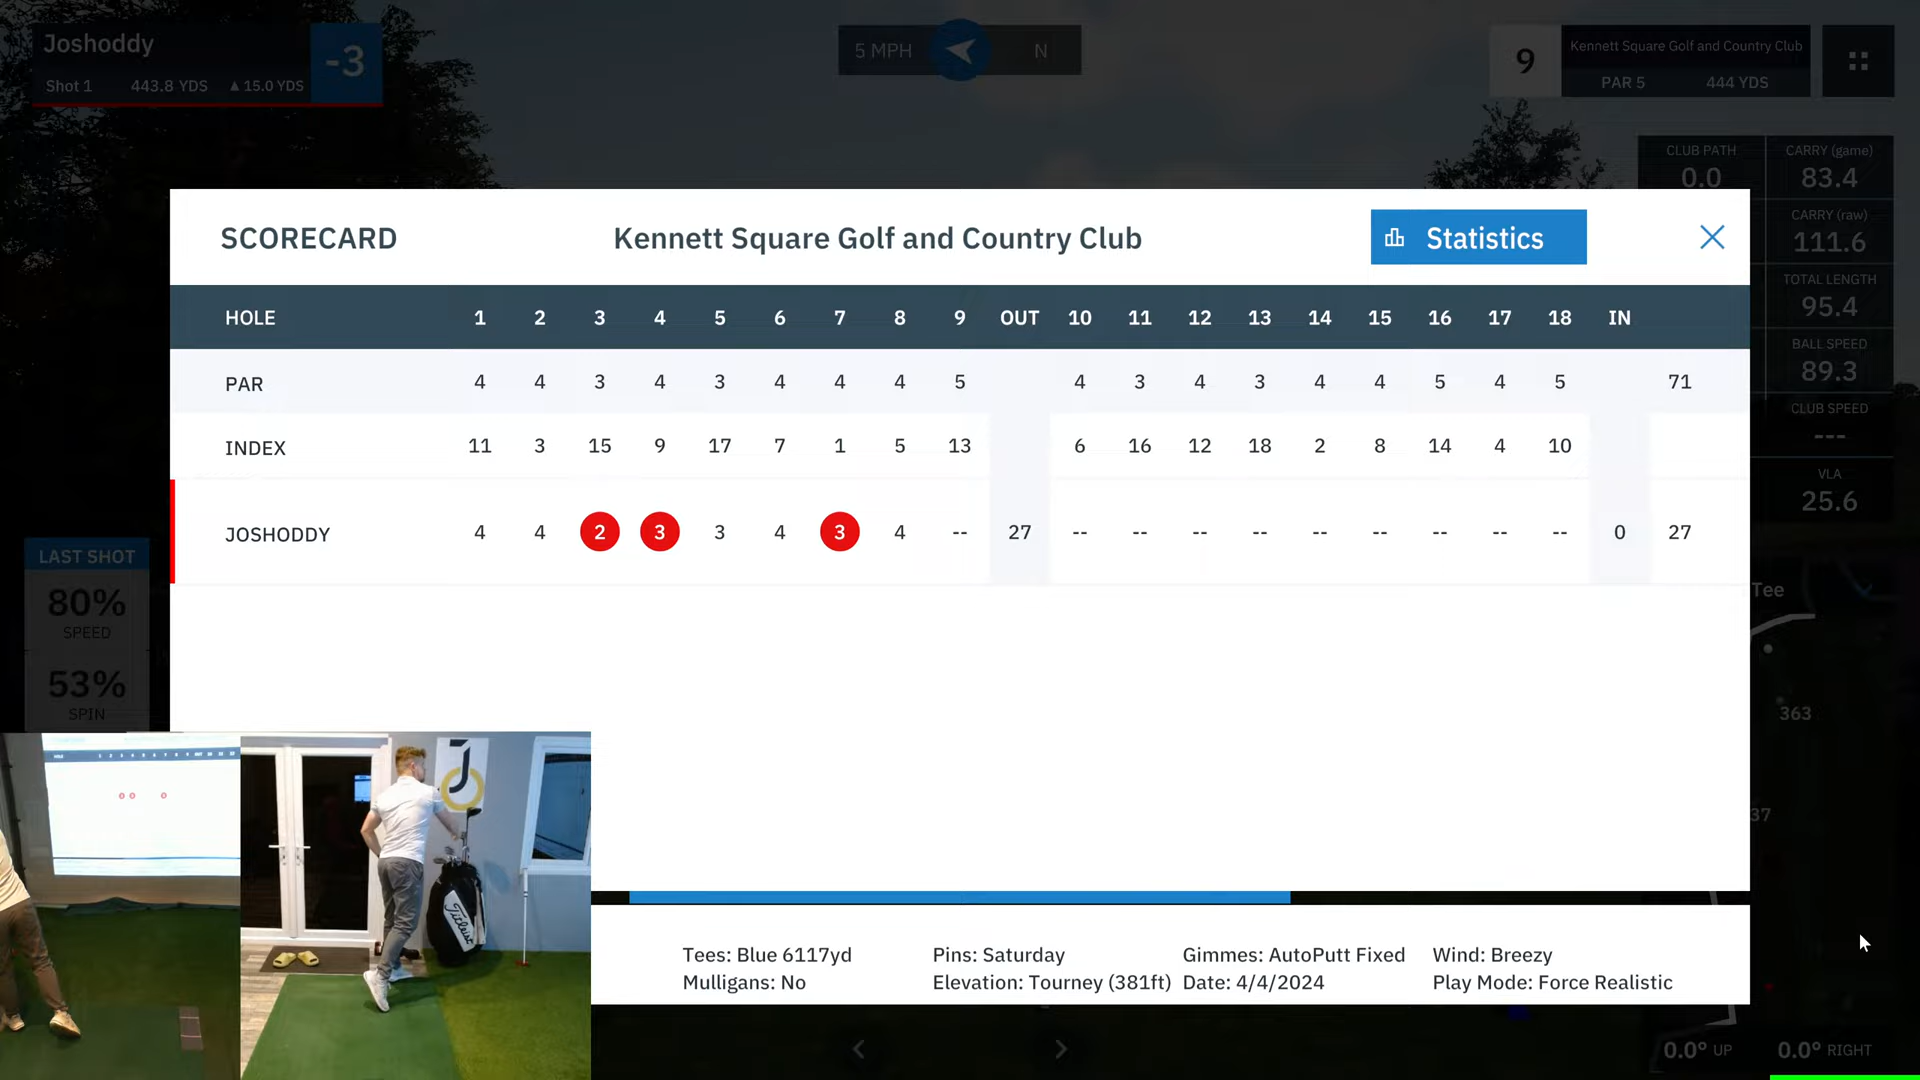 Joshoddy
-3
Shot 1 443.8 YDS ▲ 15.0 YDS
5 MPH N
9
Kennett Square Golf and Country Club
PAR 5 444 YDS
CLUB PATH
0.0
CARRY (game)
83.4
CARRY (raw)
111.6
TOTAL LENGTH
95.4
BALL SPEED
89.3
CLUB SPEED
---
VLA
25.6
SCORECARD Kennett Square Golf and Country Club Statistics
HOLE 1 2 3 4 5 6 7 8 9 OUT 10 11 12 13 14 15 16 17 18 IN
PAR 4 4 3 4 3 4 4 4 5 4 3 4 3 4 4 5 4 5 71
INDEX 11 3 15 9 17 7 1 5 13 6 16 12 18 2 8 14 4 10
JOSHODDY 4 4 2 3 3 4 3 4 -- 27 -- -- -- -- -- -- -- -- -- 0 27
LAST SHOT
80%
SPEED
53%
SPIN
Tee
363
37
Titleist
Tees: Blue 6117yd Pins: Saturday Gimmes: AutoPutt Fixed Wind: Breezy
Mulligans: No Elevation: Tourney (381ft) Date: 4/4/2024 Play Mode: Force Realistic
0.0° UP 0.0° RIGHT